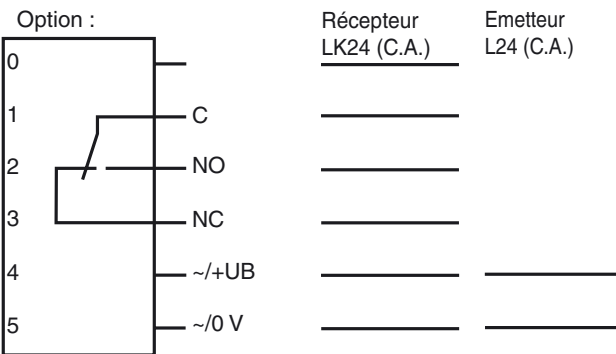 Option :
Récepteur
LK24 (C.A.)
Emetteur
L24 (C.A.)
0
1 C
2 NO
3 NC
4 ~/+UB
5 ~/0 V